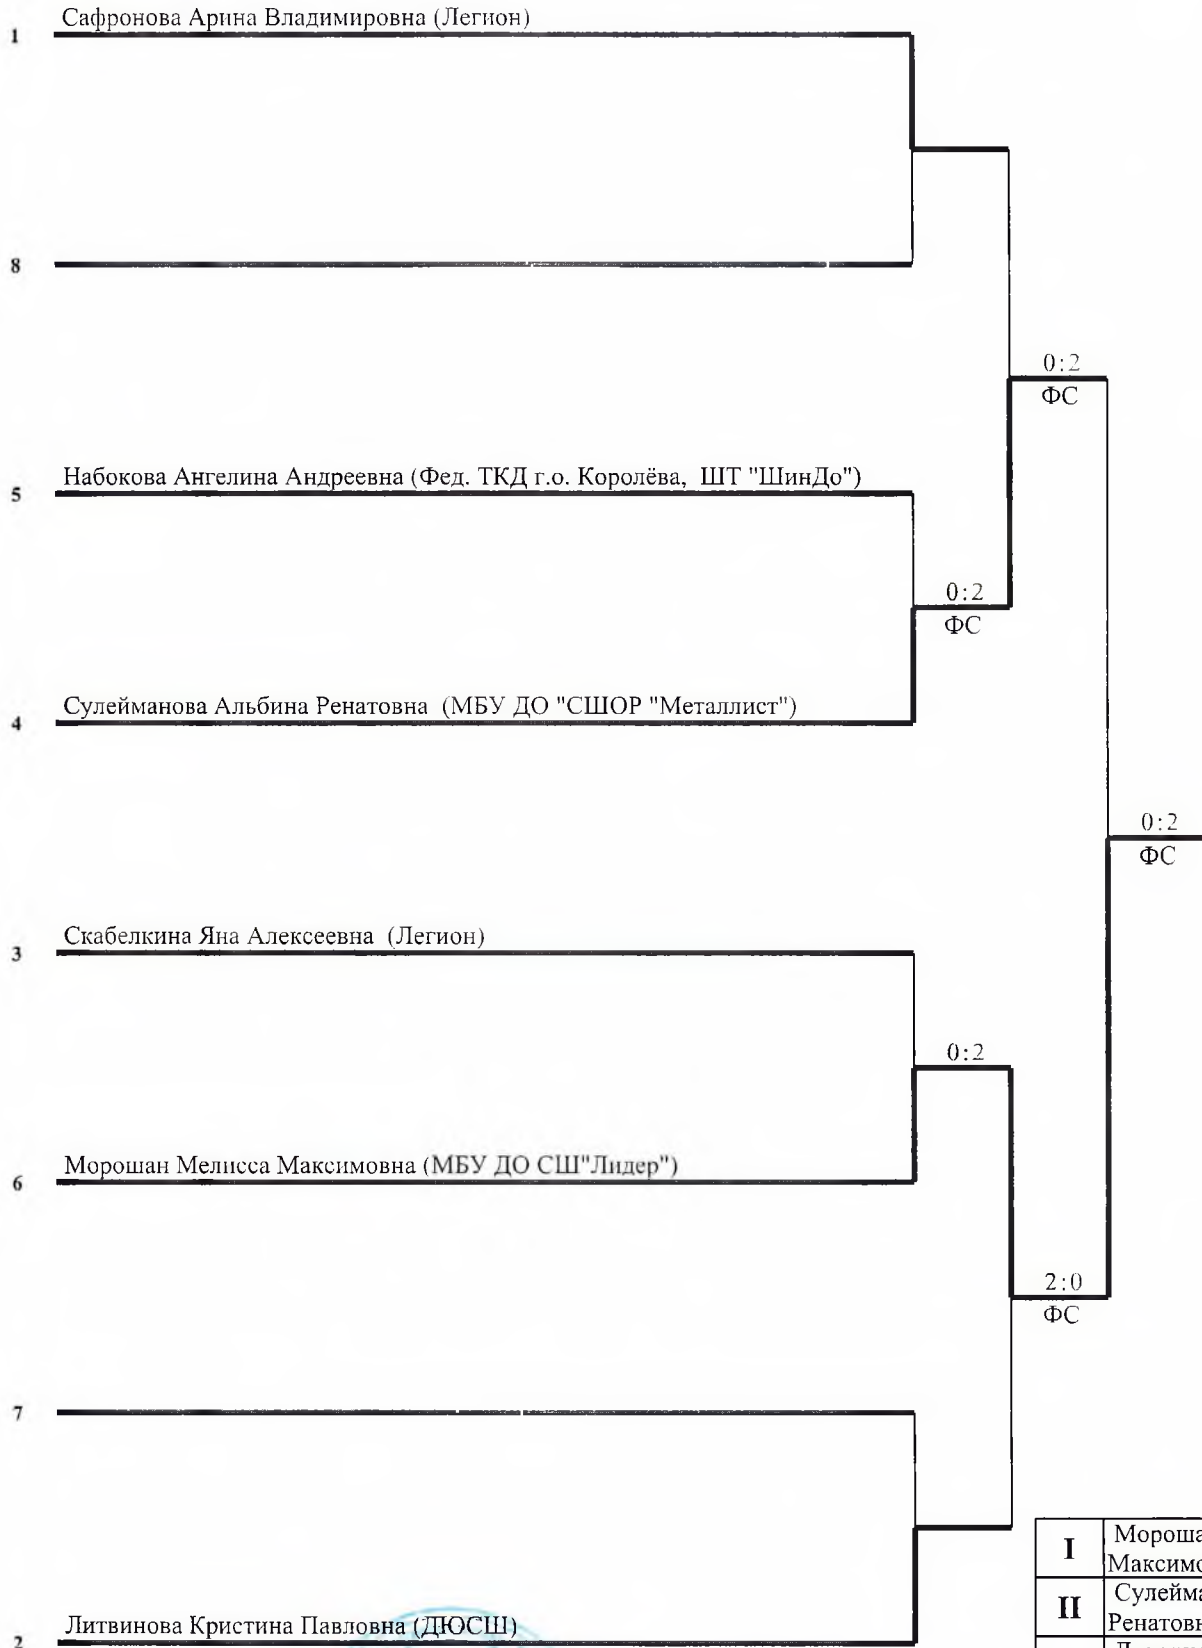 Сафронова Арина Владимировна (Легион)
1
8
0:2
ФС
Набокова Ангелина Андреевна (Фед. ТКД г.о. Королёва, ШТ "ШинДо")
5
0:2
ФС
Сулейманова Альбина Ренатовна (МБУ ДО "СШОР "Металлист")
4
0:2
ФС
Скабелкина Яна Алексеевна (Легион)
3
0:2
Морошан Мелисса Максимовна (МБУ ДО СШ"Лидер")
6
2:0
ФС
7
I
II
Литвинова Кристина Павловна (ДЮСШ)
2